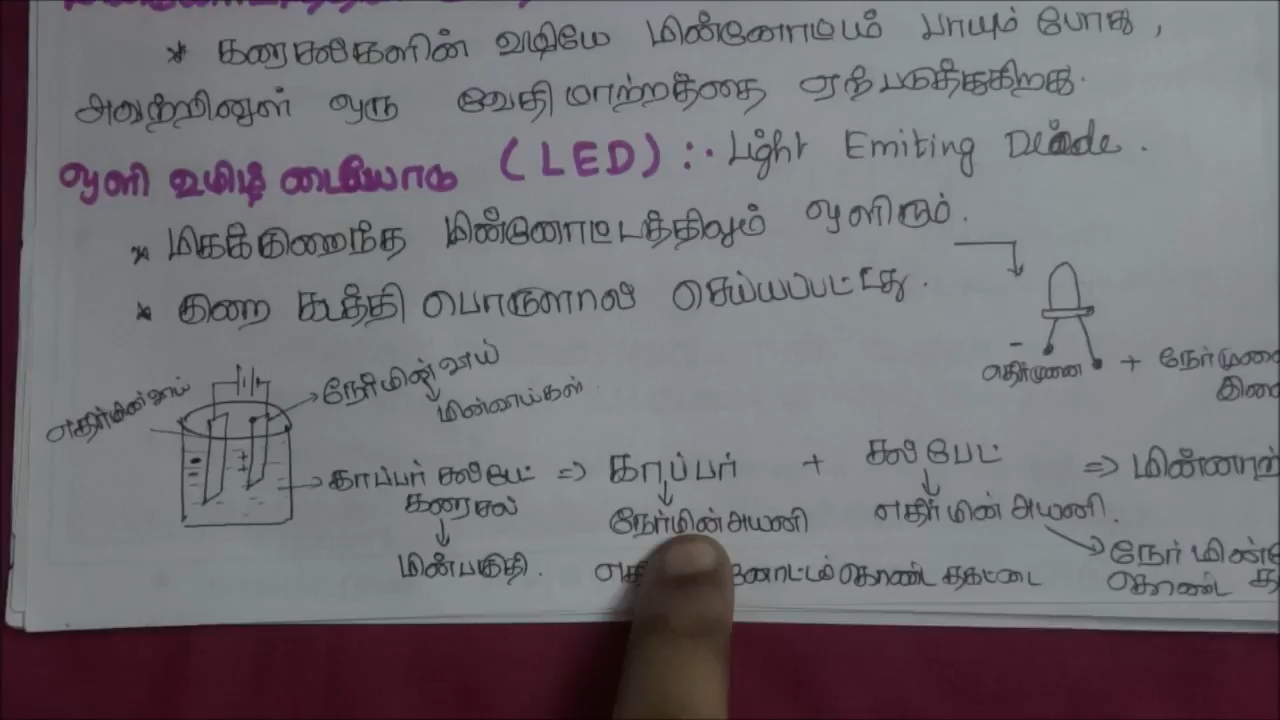 * கரைசல்களின் வழியே மின்னோட்டம் பாயும் போது,
அவற்றினுள் ஒரு வேதி மாற்றத்தை ஏற்படுத்துகிறது.
ஒளி உமிழ் டையோடு (LED) :- Light Emiting Diode.
* மிகக்குறைந்த மின்னோட்டத்திலும் ஒளிரும்.
* குறை கடத்தி பொருளால் செய்யப்பட்டது.
எதிர்முனை + நேர்முனை
எதிர்மின்வாய் நேர்மின்வாய்
மின்வாய்கள்
காப்பர் சல்பேட் => காப்பர் + சல்பேட் =>
கரைசல் நேர்மின்அயனி எதிர்மின் அயனி.
மின்பகுதி. கொண்ட தகட்டை நேர் மின்
கொண்ட